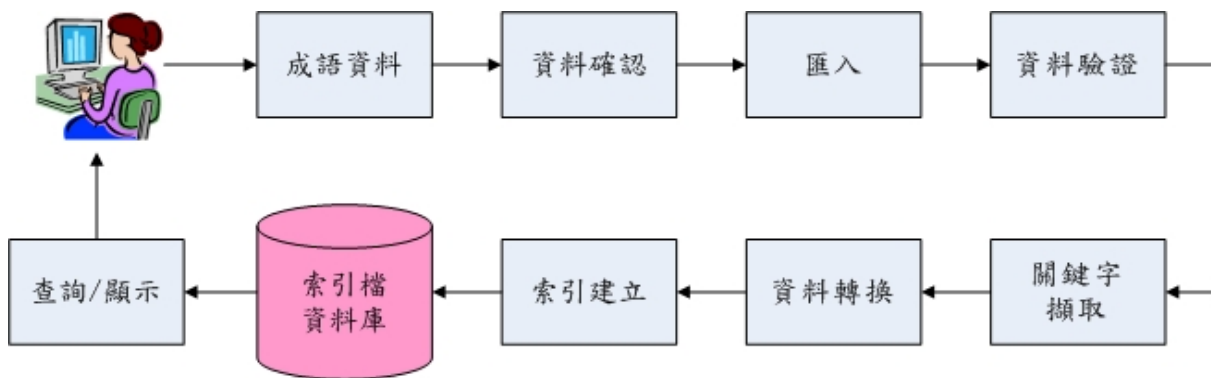 成語資料
資料確認
匯入
資料驗證
關鍵字
擷取
資料轉換
索引建立
索引檔
資料庫
查詢/顯示